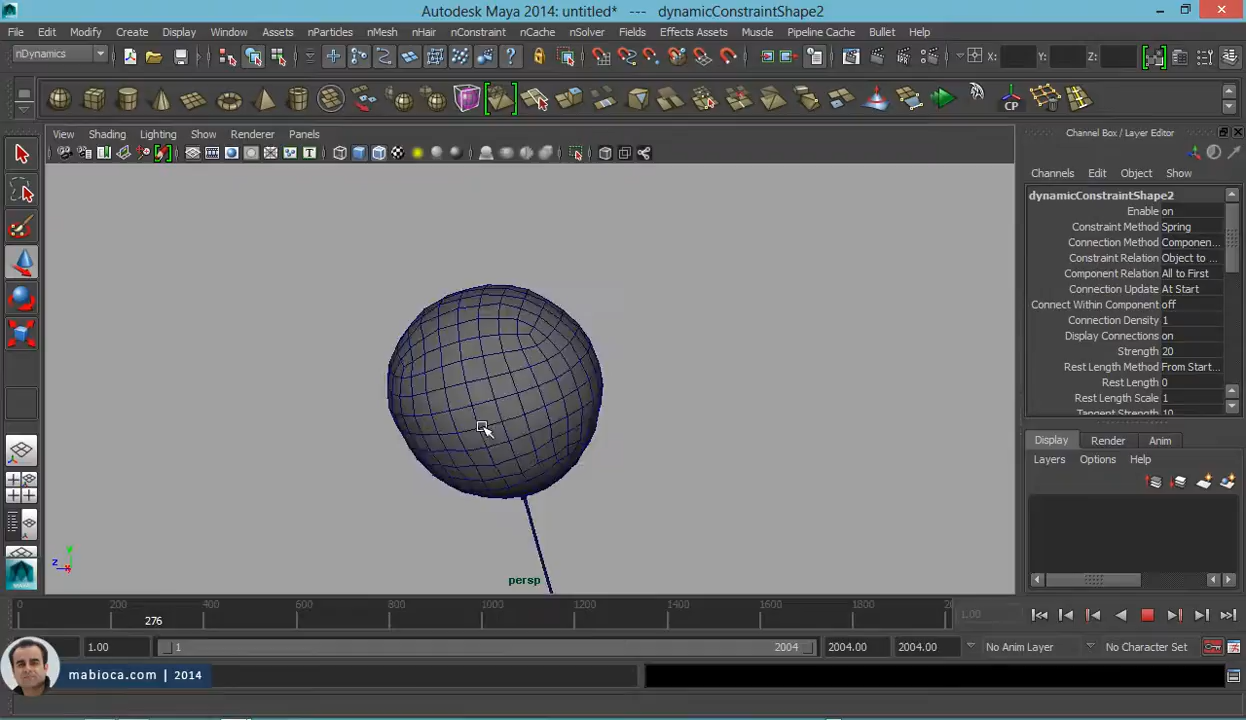 Autodesk Maya 2014: untitled* --- dynamicConstraintShape2
File Edit Modify Create Display Window Assets nParticles nMesh nHair nConstraint nCache nSolver Fields Effects Assets Muscle Pipeline Cache Bullet Help
nDynamics X: Y: Z:
CP
View Shading Lighting Show Renderer Panels
Channel Box / Layer Editor
Channels Edit Object Show
dynamicConstraintShape2
Enable on
Constraint Method Spring
Connection Method Componen...
Constraint Relation Object to ...
Component Relation All to First
Connection Update At Start
Connect Within Component off
Connection Density 1
Display Connections on
Strength 20
Rest Length Method From Start...
Rest Length 0
Rest Length Scale 1
Tangent Strength 10
Display Render Anim
Layers Options Help
y
z x
persp
0 200 400 600 800 1000 1200 1400 1600 1800 1.00
276
1.00 1 2004 2004.00 2004.00 No Anim Layer No Character Set
mabioca.com | 2014